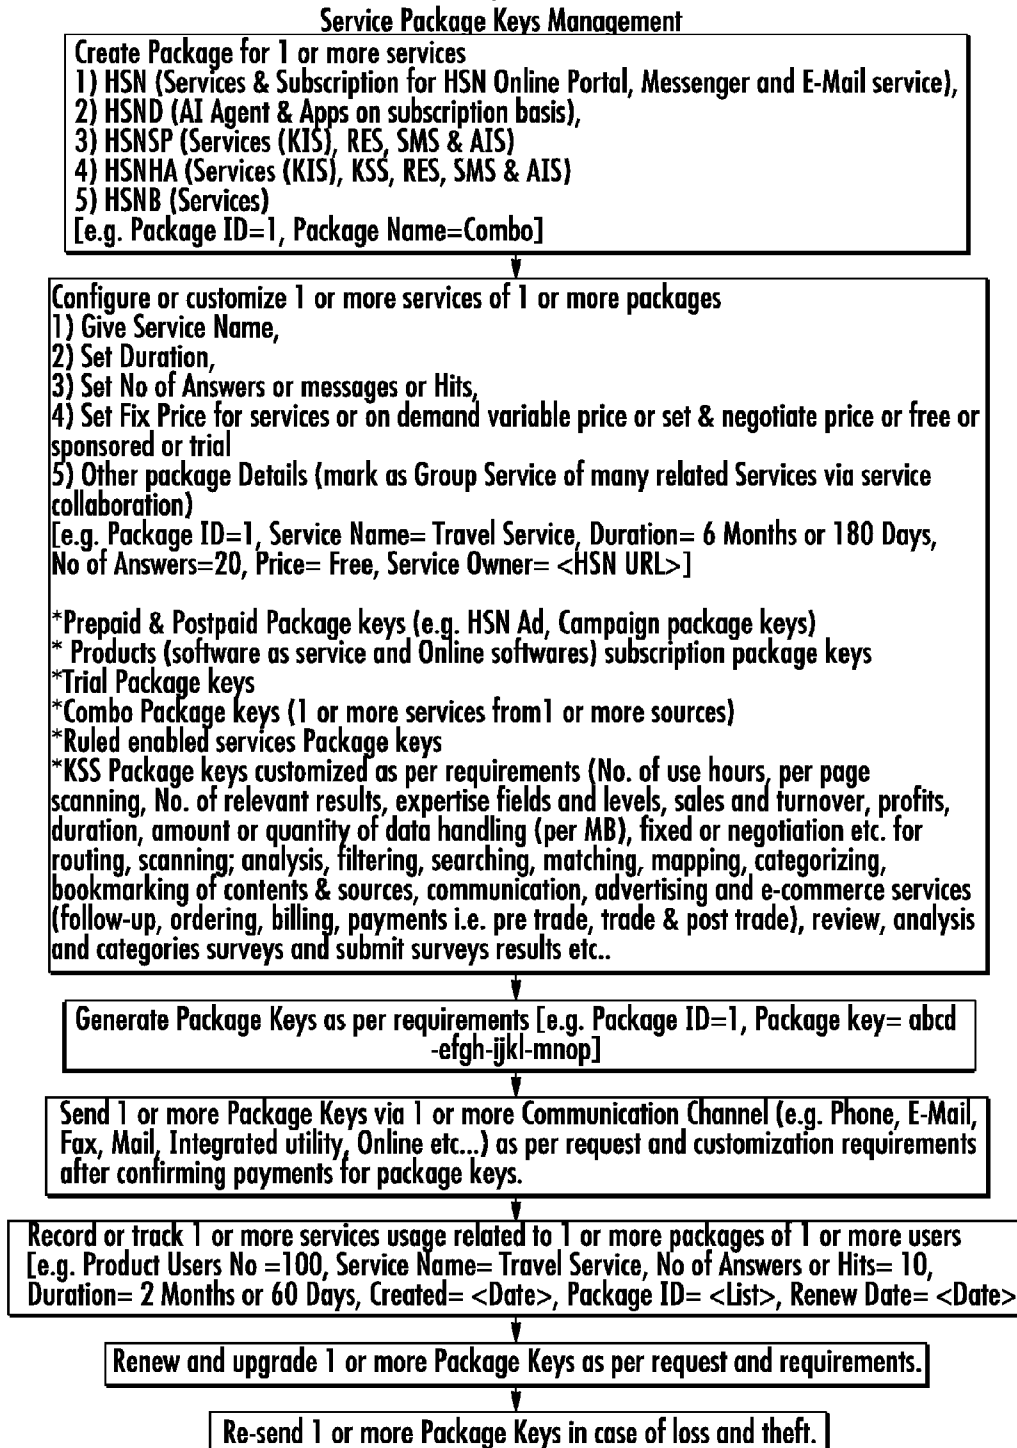 Service Package Keys Management
Create Package for 1 or more services
1) HSN (Services & Subscription for HSN Online Portal, Messenger and E-Mail service),
2) HSND (AI Agent & Apps on subscription basis),
3) HSNSP (Services (KIS), RES, SMS & AIS)
4) HSNHA (Services (KIS), KSS, RES, SMS & AIS)
5) HSNB (Services)
[e.g. Package ID=1, Package Name=Combo]
Configure or customize 1 or more services of 1 or more packages
1) Give Service Name,
2) Set Duration,
3) Set No of Answers or messages or Hits,
4) Set Fix Price for services or on demand variable price or set & negotiate price or free or
sponsored or trial
5) Other package Details (mark as Group Service of many related Services via service
collaboration)
[e.g. Package ID=1, Service Name= Travel Service, Duration= 6 Months or 180 Days,
No of Answers=20, Price= Free, Service Owner= <HSN URL>]
*Prepaid & Postpaid Package keys (e.g. HSN Ad, Campaign package keys)
* Products (software as service and Online softwares) subscription package keys
*Trial Package keys
*Combo Package keys (1 or more services from1 or more sources)
*Ruled enabled services Package keys
*KSS Package keys customized as per requirements (No. of use hours, per page
scanning, No. of relevant results, expertise fields and levels, sales and turnover, profits,
duration, amount or quantity of data handling (per MB), fixed or negotiation etc. for
routing, scanning; analysis, filtering, searching, matching, mapping, categorizing,
bookmarking of contents & sources, communication, advertising and e-commerce services
(follow-up, ordering, billing, payments i.e. pre trade, trade & post trade), review, analysis
and categories surveys and submit surveys results etc..
Generate Package Keys as per requirements [e.g. Package ID=1, Package key= abcd
-efgh-ijkl-mnop]
Send 1 or more Package Keys via 1 or more Communication Channel (e.g. Phone, E-Mail,
Fax, Mail, Integrated utility, Online etc...) as per request and customization requirements
after confirming payments for package keys.
Record or track 1 or more services usage related to 1 or more packages of 1 or more users
[e.g. Product Users No =100, Service Name= Travel Service, No of Answers or Hits= 10,
Duration= 2 Months or 60 Days, Created= <Date>, Package ID= <List>, Renew Date= <Date>
Renew and upgrade 1 or more Package Keys as per request and requirements.
Re-send 1 or more Package Keys in case of loss and theft.